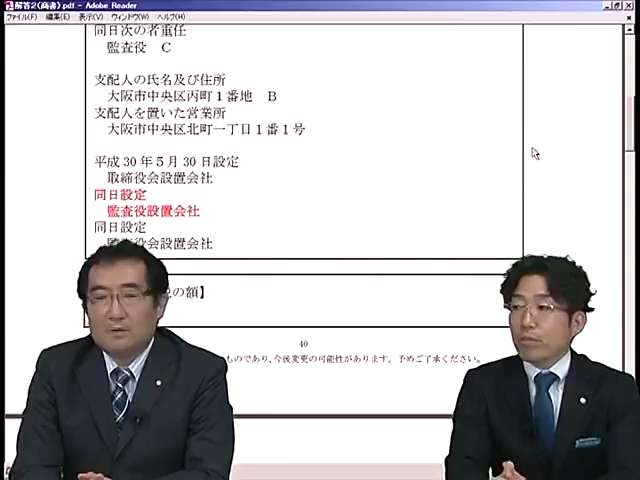 解答2(商書).pdf - Adobe Reader
ファイル(F) 編集(E) 表示(V) ウィンドウ(W) ヘルプ(H)
同日次の者重任
監査役 C
支配人の氏名及び住所
大阪市中央区丙町1番地 B
支配人を置いた営業所
大阪市中央区北町一丁目1番1号
平成30年5月30日設定
取締役会設置会社
同日設定
監査役設置会社
同日設定
監査役会設置会社
の額】
40
ものであり,今後変更の可能性があります。予めご了承ください。